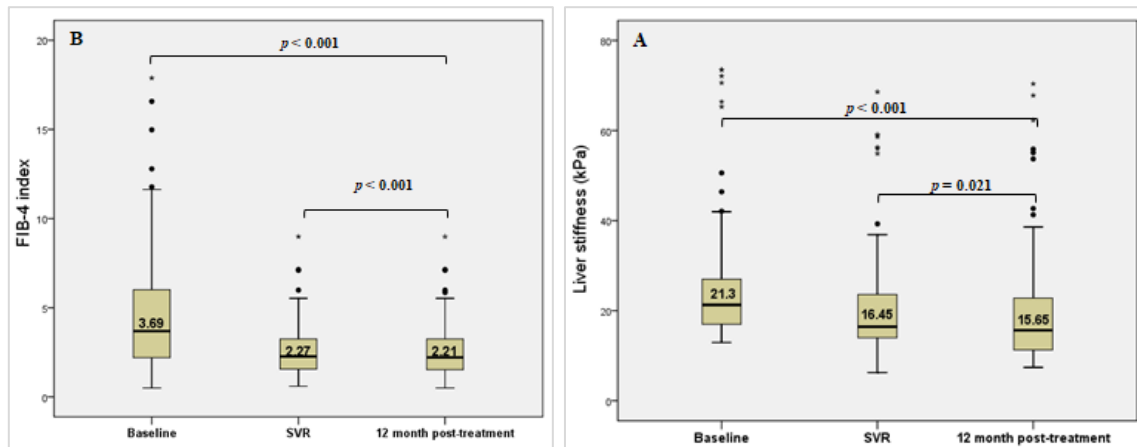 B
p < 0.001
p < 0.001
FIB-4 index
20
15
10
5
0
3.69
2.27
2.21
Baseline
SVR
12 month post-treatment
A
p < 0.001
p = 0.021
Liver stiffness (kPa)
80
60
40
20
0
21.3
16.45
15.65
Baseline
SVR
12 month post-treatment